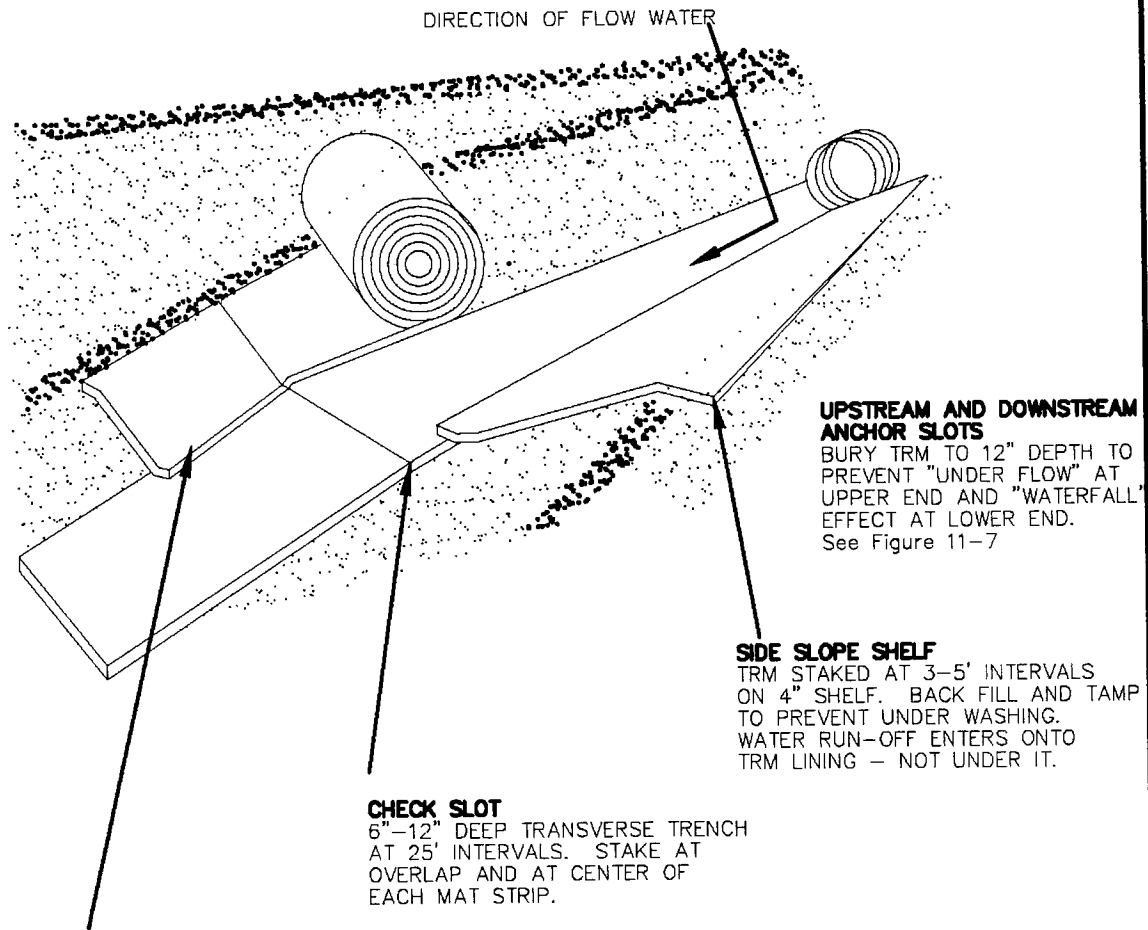 DIRECTION OF FLOW WATER
UPSTREAM AND DOWNSTREAM
ANCHOR SLOTS
BURY TRM TO 12" DEPTH TO
PREVENT "UNDER FLOW" AT
UPPER END AND "WATERFALL"
EFFECT AT LOWER END.
See Figure 11-7
SIDE SLOPE SHELF
TRM STAKED AT 3-5' INTERVALS
ON 4" SHELF. BACK FILL AND TAMP
TO PREVENT UNDER WASHING.
WATER RUN-OFF ENTERS ONTO
TRM LINING - NOT UNDER IT.
CHECK SLOT
6"-12" DEEP TRANSVERSE TRENCH
AT 25' INTERVALS. STAKE AT
OVERLAP AND AT CENTER OF
EACH MAT STRIP.